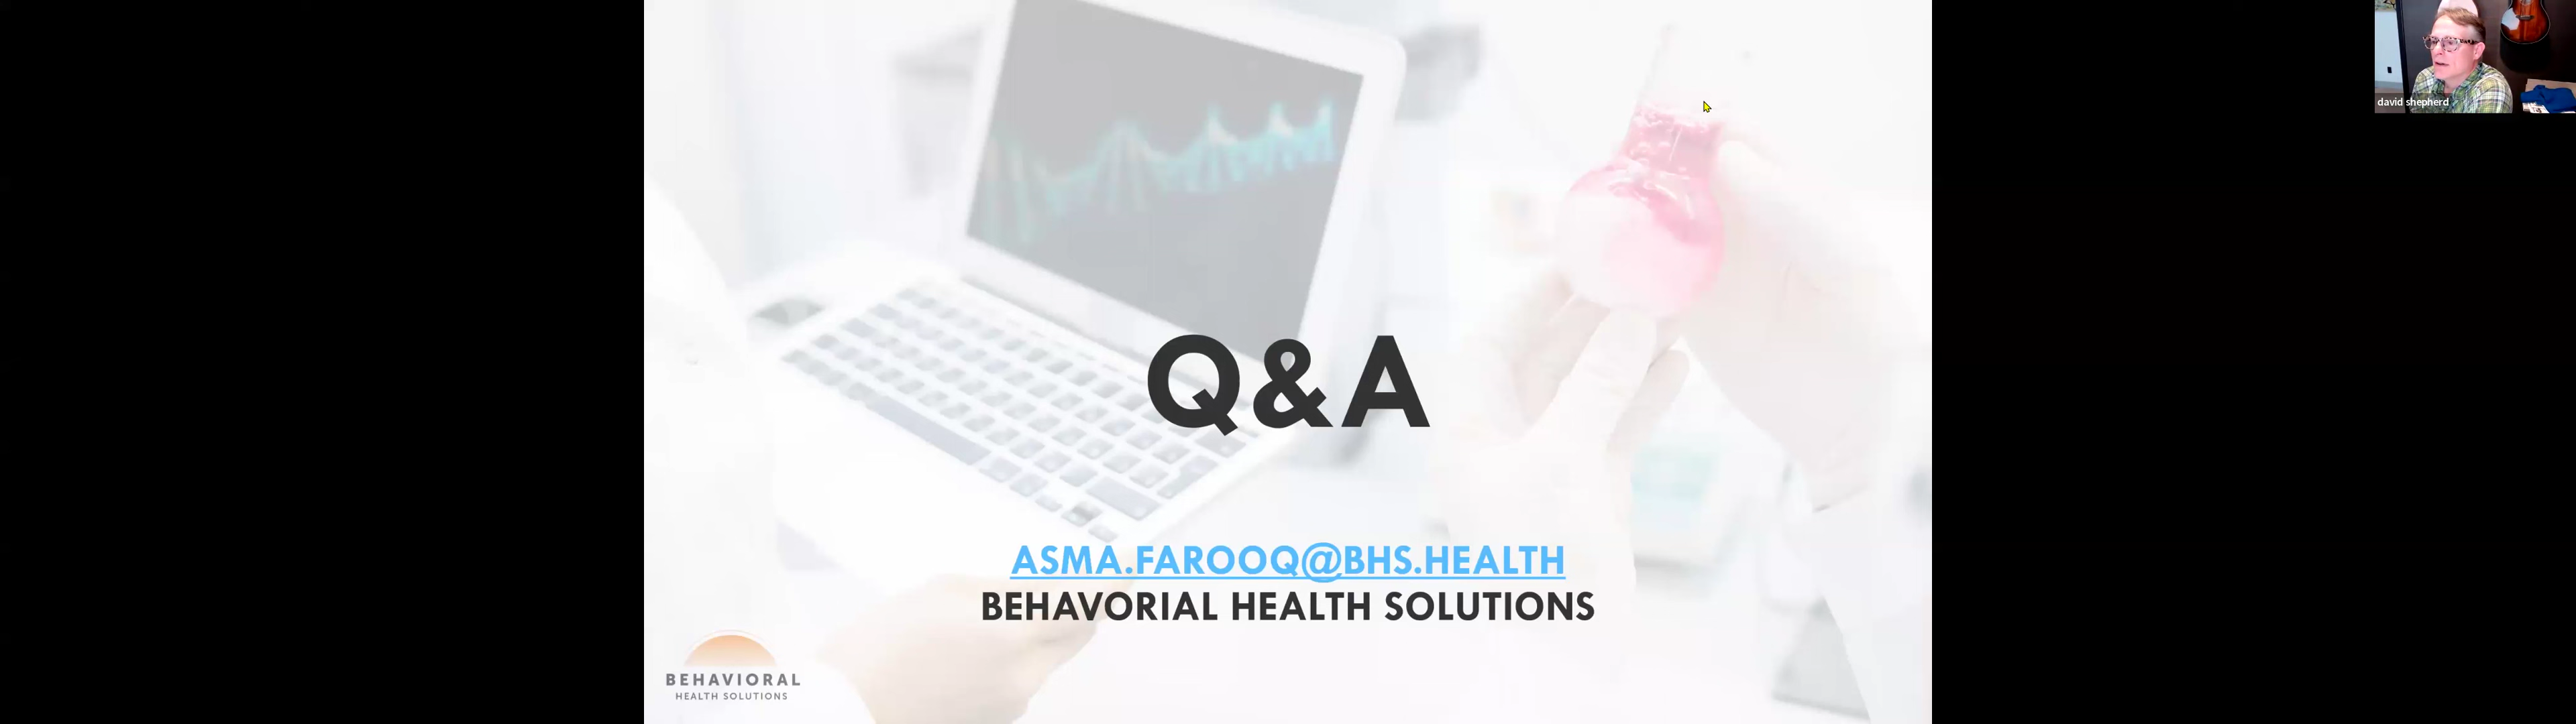 david shepherd
Q&A
ASMA.FAROOQ@BHS.HEALTH
BEHAVORIAL HEALTH SOLUTIONS
BEHAVIORAL
HEALTH SOLUTIONS